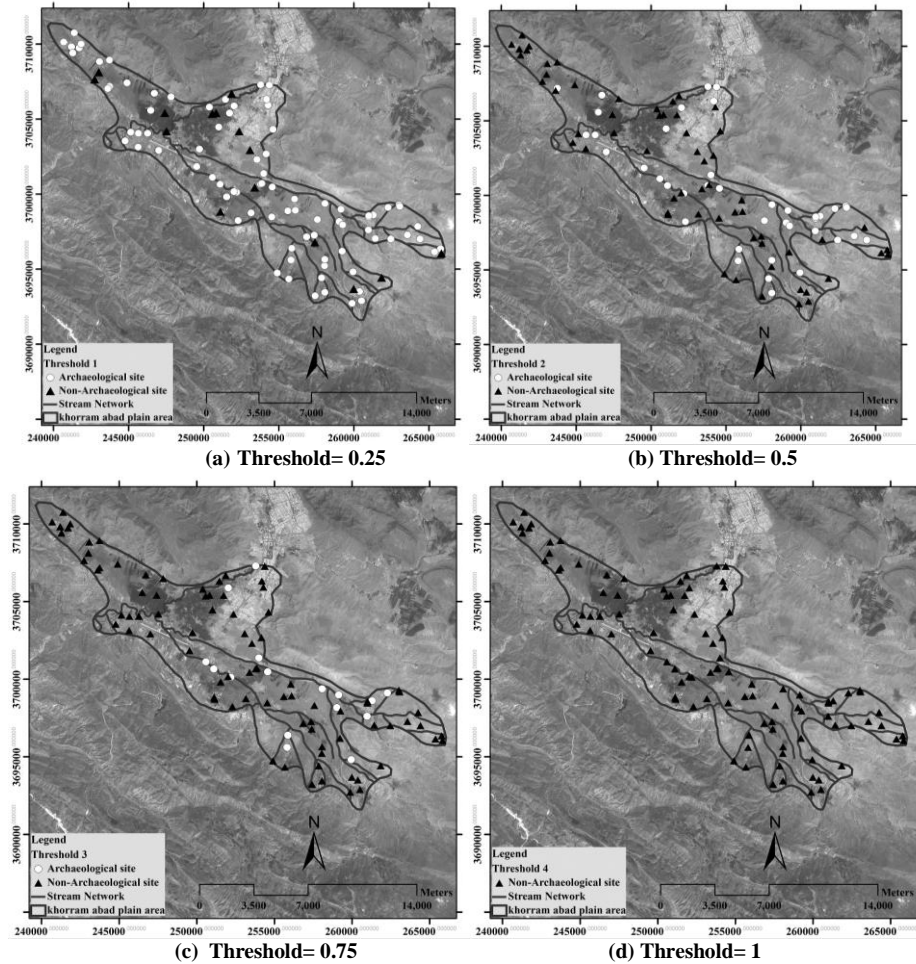 3710000
3705000
3700000
3695000
3690000
N
Legend
Threshold 1
Archaeological site
Non-Archaeological site
Stream Network
khorram abad plain area
Meters
0 3,500 7,000 14,000
240000 245000 250000 255000 260000 265000
(a) Threshold= 0.25
3710000
3705000
3700000
3695000
3690000
N
Legend
Threshold 2
Archaeological site
Non-Archaeological site
Stream Network
khorram abad plain area
Meters
0 3,500 7,000 14,000
240000 245000 250000 255000 260000 265000
(b) Threshold= 0.5
3710000
3705000
3700000
3695000
3690000
N
Legend
Threshold 3
Archaeological site
Non-Archaeological site
Stream Network
khorram abad plain area
Meters
0 3,500 7,000 14,000
240000 245000 250000 255000 260000 265000
(c) Threshold= 0.75
3710000
3705000
3700000
3695000
3690000
N
Legend
Threshold 4
Non-Archaeological site
Stream Network
khorram abad plain area
Meters
0 3,500 7,000 14,000
240000 245000 250000 255000 260000 265000
(d) Threshold= 1